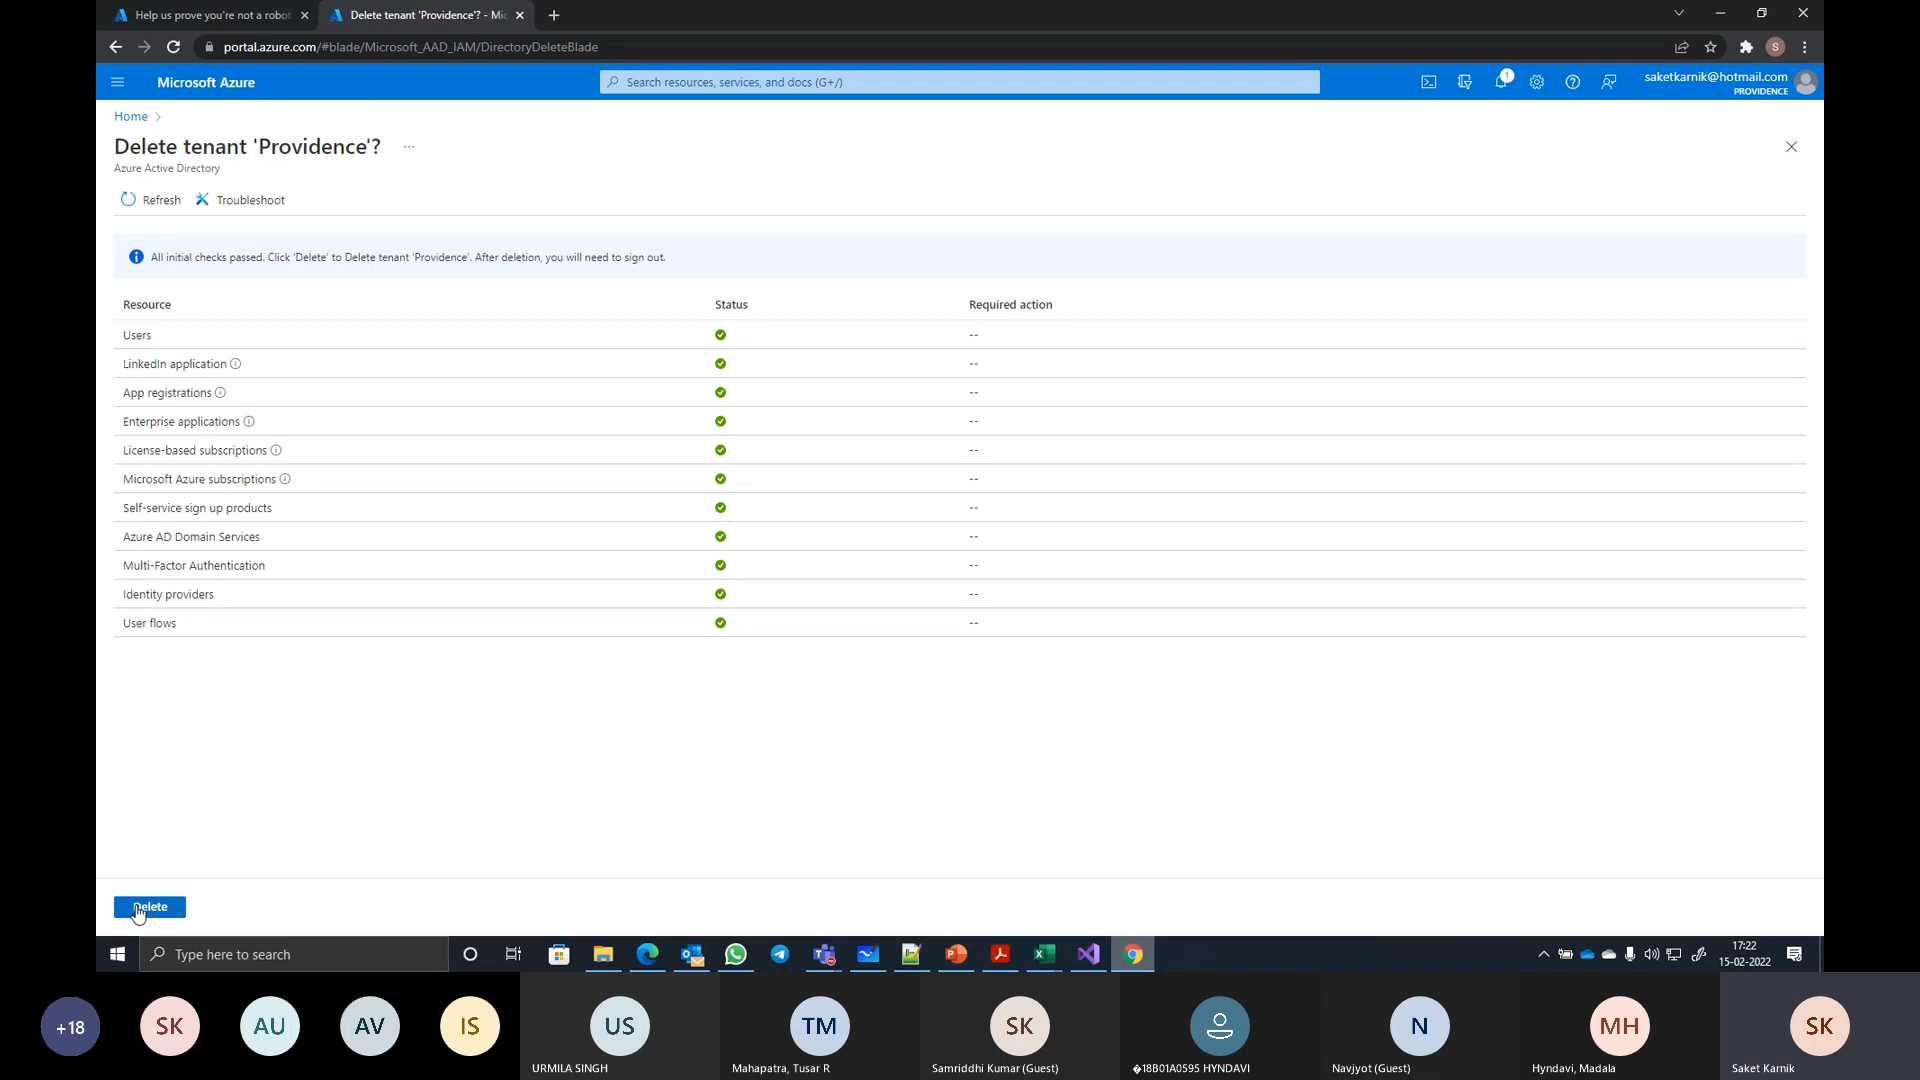 Help us prove you're not a robot
Delete tenant 'Providence'? - Mic
portal.azure.com/#blade/Microsoft_AAD_IAM/DirectoryDeleteBlade
S
Microsoft Azure
Search resources, services, and docs (G+/)
1
saketkarnik@hotmail.com
PROVIDENCE
Home >
Delete tenant 'Providence'? ...
Azure Active Directory
Refresh Troubleshoot
All initial checks passed. Click 'Delete' to Delete tenant 'Providence'. After deletion, you will need to sign out.
Resource Status Required action
Users --
LinkedIn application --
App registrations --
Enterprise applications --
License-based subscriptions --
Microsoft Azure subscriptions --
Self-service sign up products --
Azure AD Domain Services --
Multi-Factor Authentication --
Identity providers --
User flows --
Delete
Type here to search
17:22
15-02-2022
+18 SK AU AV IS US TM SK N MH SK
URMILA SINGH Mahapatra, Tusar R Samriddhi Kumar (Guest) �18B01A0595 HYNDAVI Navjyot (Guest) Hyndavi, Madala Saket Karnik